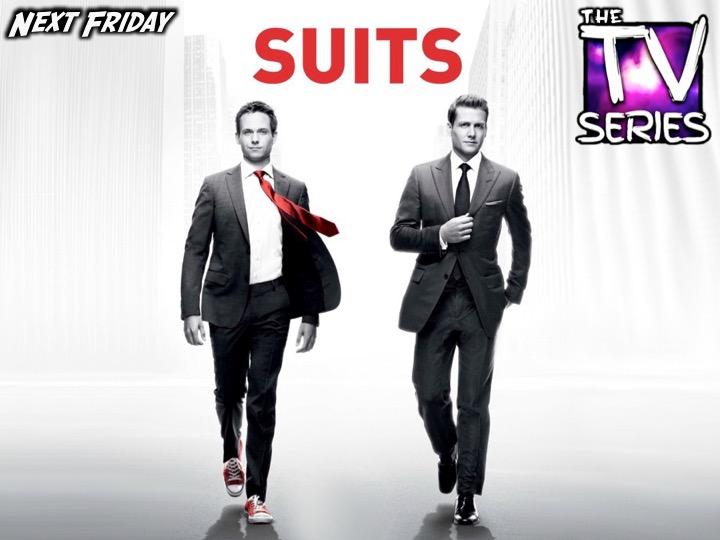 NEXT FRIDAY
SUITS
THE
TV
SERIES